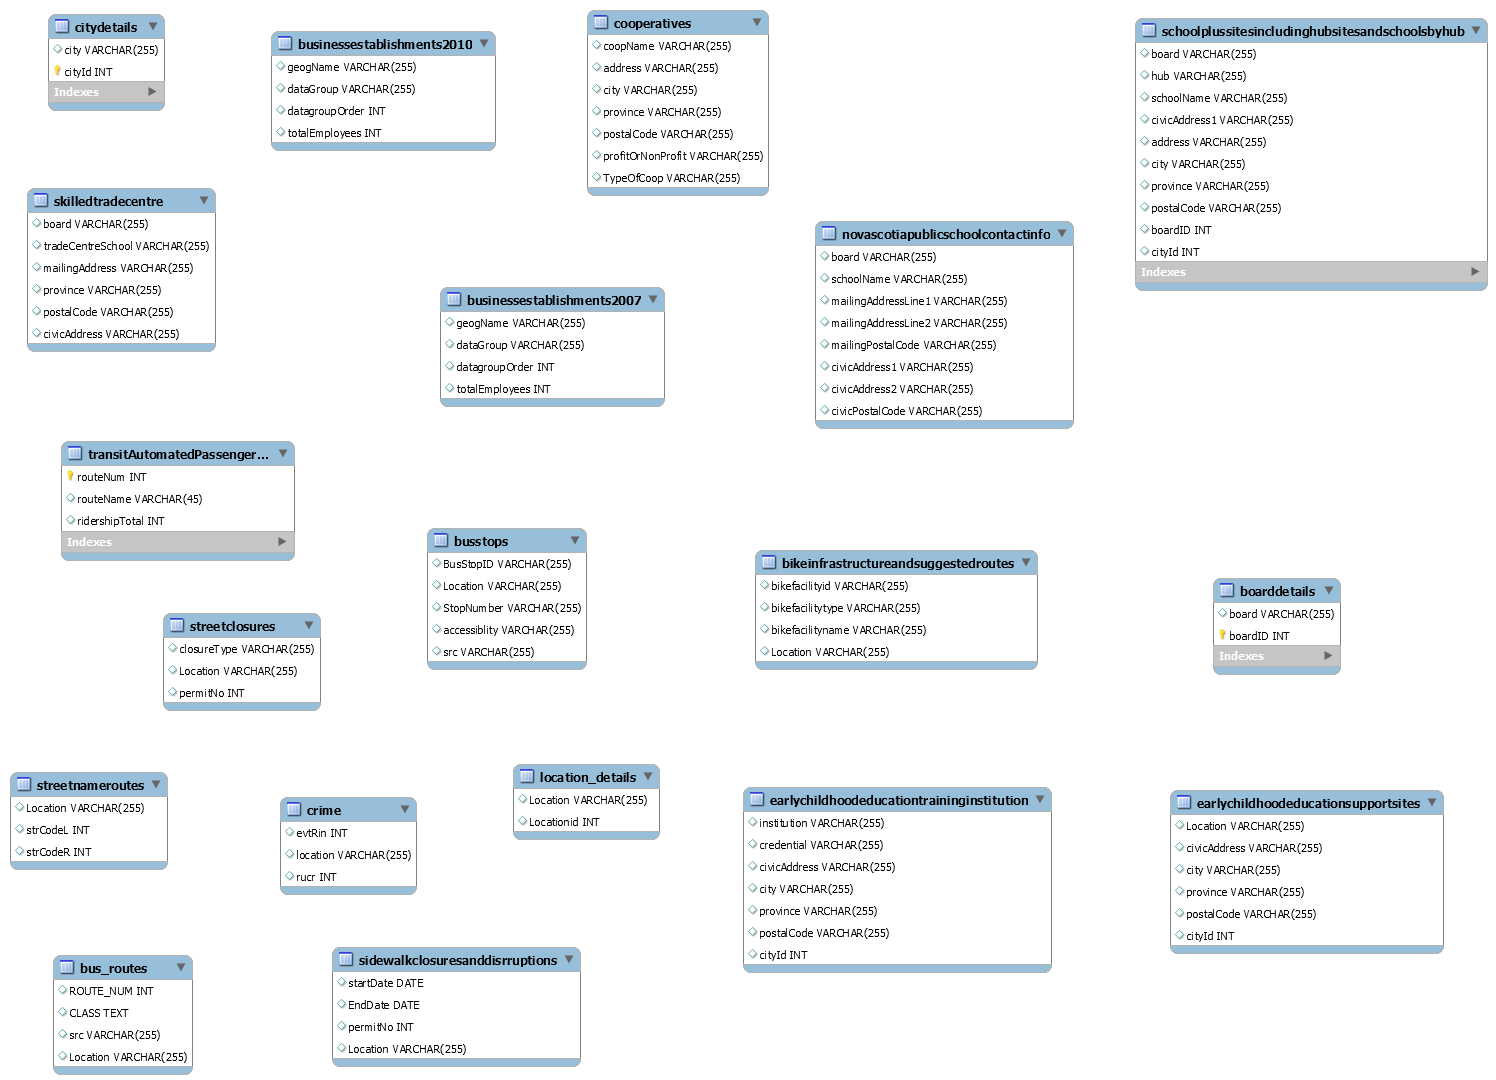 citydetails
city VARCHAR(255)
cityId INT
Indexes
businessestablishments2010
geogName VARCHAR(255)
dataGroup VARCHAR(255)
datagroupOrder INT
totalEmployees INT
cooperatives
coopName VARCHAR(255)
address VARCHAR(255)
city VARCHAR(255)
province VARCHAR(255)
postalCode VARCHAR(255)
profitOrNonProfit VARCHAR(255)
TypeOfCoop VARCHAR(255)
schoolplussitesincludinghubsitesandschoolsbyhub
board VARCHAR(255)
hub VARCHAR(255)
schoolName VARCHAR(255)
civicAddress1 VARCHAR(255)
address VARCHAR(255)
city VARCHAR(255)
province VARCHAR(255)
postalCode VARCHAR(255)
boardID INT
cityId INT
Indexes
skilledtradecentre
board VARCHAR(255)
tradeCentreSchool VARCHAR(255)
mailingAddress VARCHAR(255)
province VARCHAR(255)
postalCode VARCHAR(255)
civicAddress VARCHAR(255)
novascotiapublicschoolcontactinfo
board VARCHAR(255)
schoolName VARCHAR(255)
mailingAddressLine1 VARCHAR(255)
mailingAddressLine2 VARCHAR(255)
mailingPostalCode VARCHAR(255)
civicAddress1 VARCHAR(255)
civicAddress2 VARCHAR(255)
civicPostalCode VARCHAR(255)
businessestablishments2007
geogName VARCHAR(255)
dataGroup VARCHAR(255)
datagroupOrder INT
totalEmployees INT
transitAutomatedPassenger...
routeNum INT
routeName VARCHAR(45)
ridershipTotal INT
Indexes
busstops
BusStopID VARCHAR(255)
Location VARCHAR(255)
StopNumber VARCHAR(255)
accessiblity VARCHAR(255)
src VARCHAR(255)
bikeinfrastructureandsuggestedroutes
bikefacilityid VARCHAR(255)
bikefacilitytype VARCHAR(255)
bikefacilityname VARCHAR(255)
Location VARCHAR(255)
boarddetails
board VARCHAR(255)
boardID INT
Indexes
streetclosures
closureType VARCHAR(255)
Location VARCHAR(255)
permitNo INT
streetnameroutes
Location VARCHAR(255)
strCodeL INT
strCodeR INT
crime
evtRin INT
location VARCHAR(255)
rucr INT
location_details
Location VARCHAR(255)
Locationid INT
earlychildhoodeducationtraininginstitution
institution VARCHAR(255)
credential VARCHAR(255)
civicAddress VARCHAR(255)
city VARCHAR(255)
province VARCHAR(255)
postalCode VARCHAR(255)
cityId INT
earlychildhoodeducationsupportsites
Location VARCHAR(255)
civicAddress VARCHAR(255)
city VARCHAR(255)
province VARCHAR(255)
postalCode VARCHAR(255)
cityId INT
bus_routes
ROUTE_NUM INT
CLASS TEXT
src VARCHAR(255)
Location VARCHAR(255)
sidewalkclosuresanddisrruptions
startDate DATE
EndDate DATE
permitNo INT
Location VARCHAR(255)